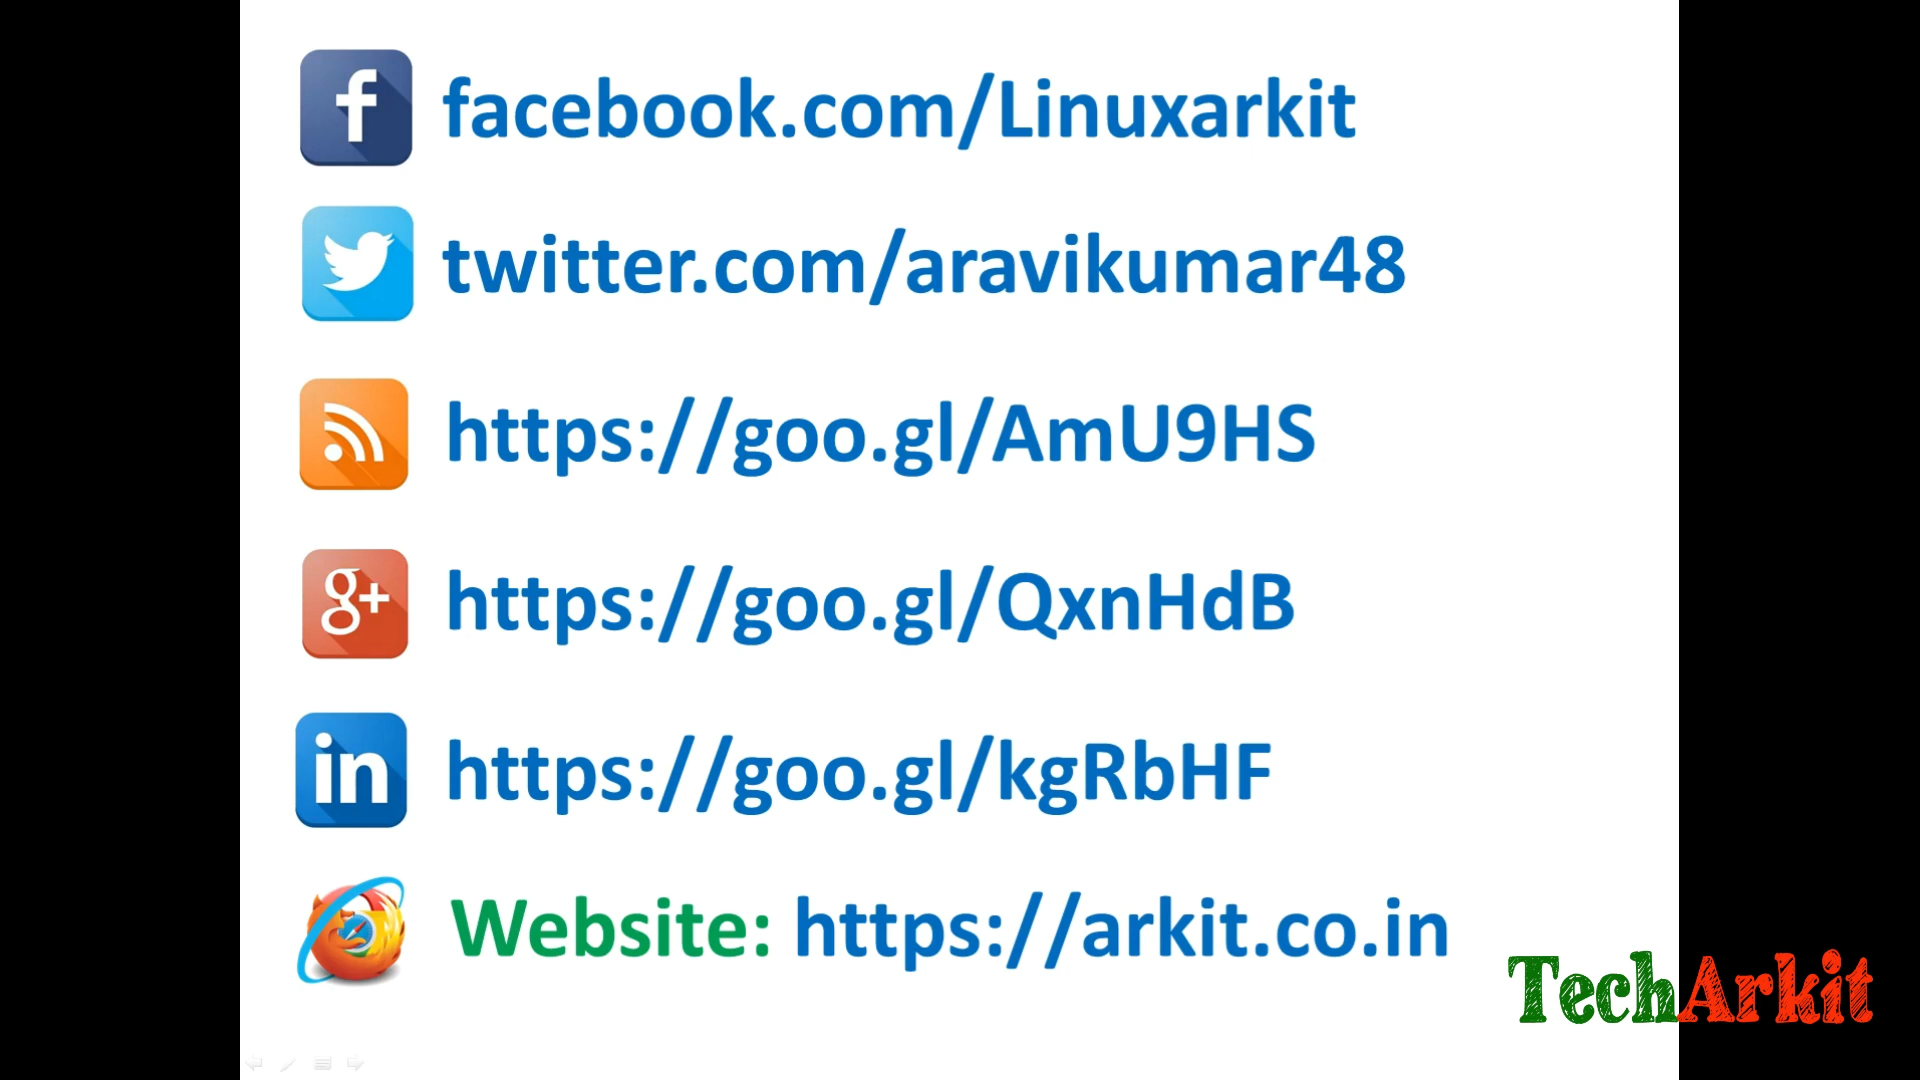 f facebook.com/Linuxarkit
twitter.com/aravikumar48
https://goo.gl/AmU9HS
g+ https://goo.gl/QxnHdB
in https://goo.gl/kgRbHF
Website: https://arkit.co.in
TechArkit